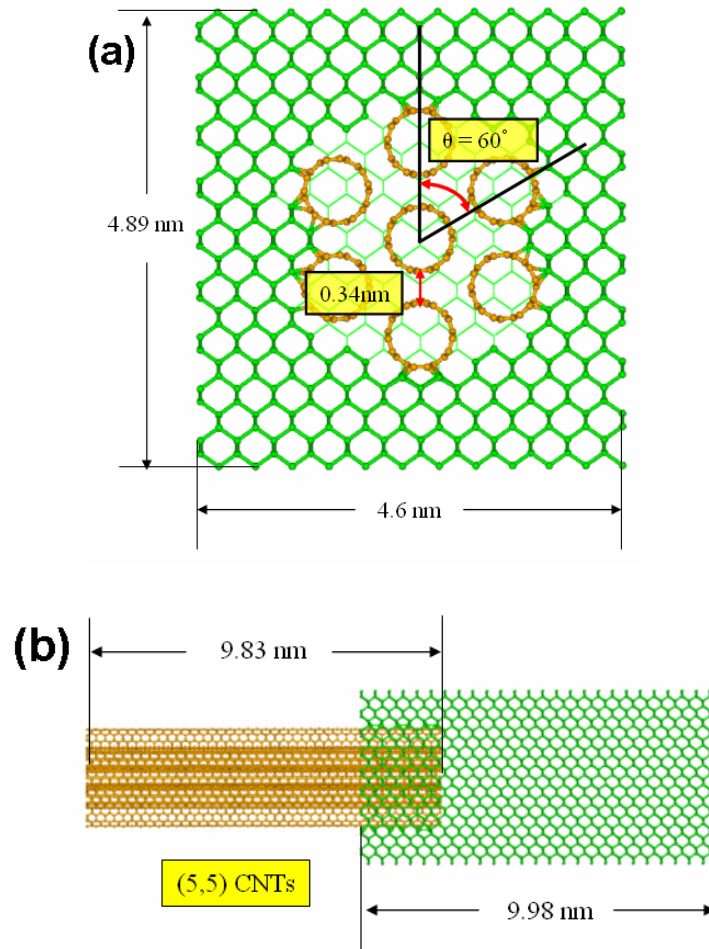 (a)
θ = 60°
4.89 nm
0.34nm
4.6 nm
(b)
9.83 nm
(5,5) CNTs
9.98 nm